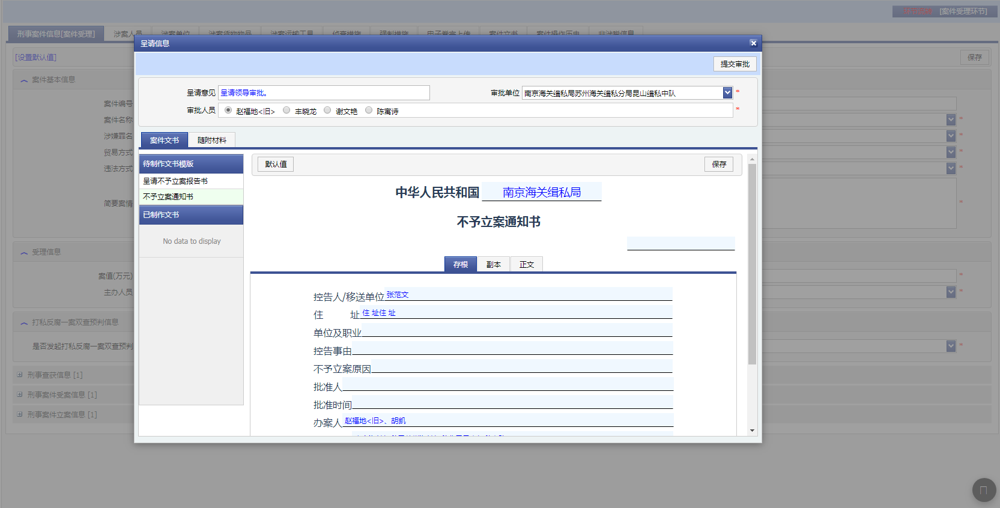 [案件受理环节]
刑事案件信息[案件受理]
涉案人员
涉案单位
涉案货物物品
涉案运输工具
侦查措施
强制措施
电子卷宗上传
案件文书
案件操作历史
非涉税信息
呈请信息
[设置默认值]
保存
提交审批
案件基本信息
呈请意见
呈请领导审批。
审批单位
南京海关缉私局苏州海关缉私分局昆山缉私中队
*
案件编号
审批人员
赵福地<旧>
丰晓龙
谢文艳
陈寓诗
*
案件名称
*
涉嫌罪名
*
案件文书
随附材料
贸易方式
*
违法方式
*
待制作文书模版
默认值
保存
呈请不予立案报告书
不予立案通知书
中华人民共和国
南京海关缉私局
简要案情
*
已制作文书
不予立案通知书
No data to display
受理信息
存根
副本
正文
案值(万元)
*
主办人员
*
控告人/移送单位
张范文
住 址
住 址住 址
打私反腐一案双查预判信息
单位及职业
是否发起打私反腐一案双查预判
*
控告事由
不予立案原因
刑事查获信息 [1]
批准人
刑事案件受案信息 [1]
批准时间
刑事案件立案信息 [1]
办案人
赵福地<旧>、胡凯